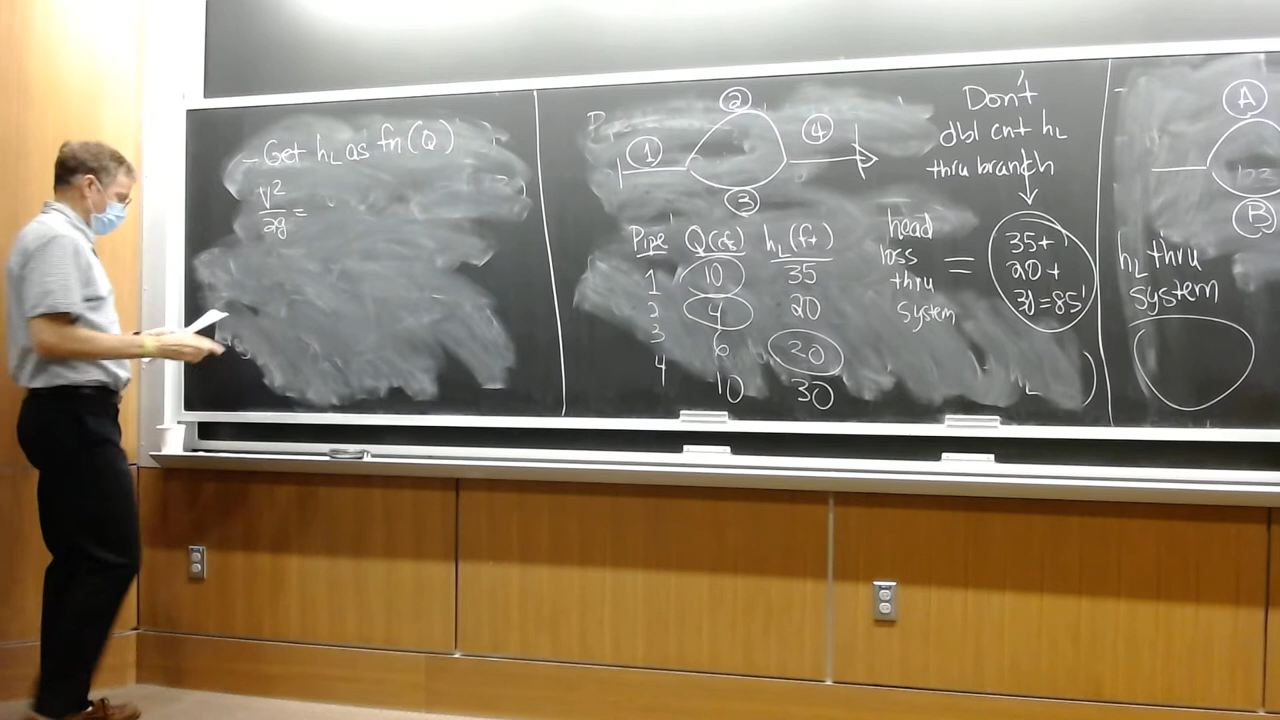 - Get hL as fn(Q)
V²/2g =
① ② ③ ④
Don't
dbl cnt hL
thru branch
Pipe Q(cfs) hL(ft)
1 10 35
2 4 20
3 6 20
4 10 30
head
loss
thru
system
=
35+
20+
30=85'
A
B
hL thru
system